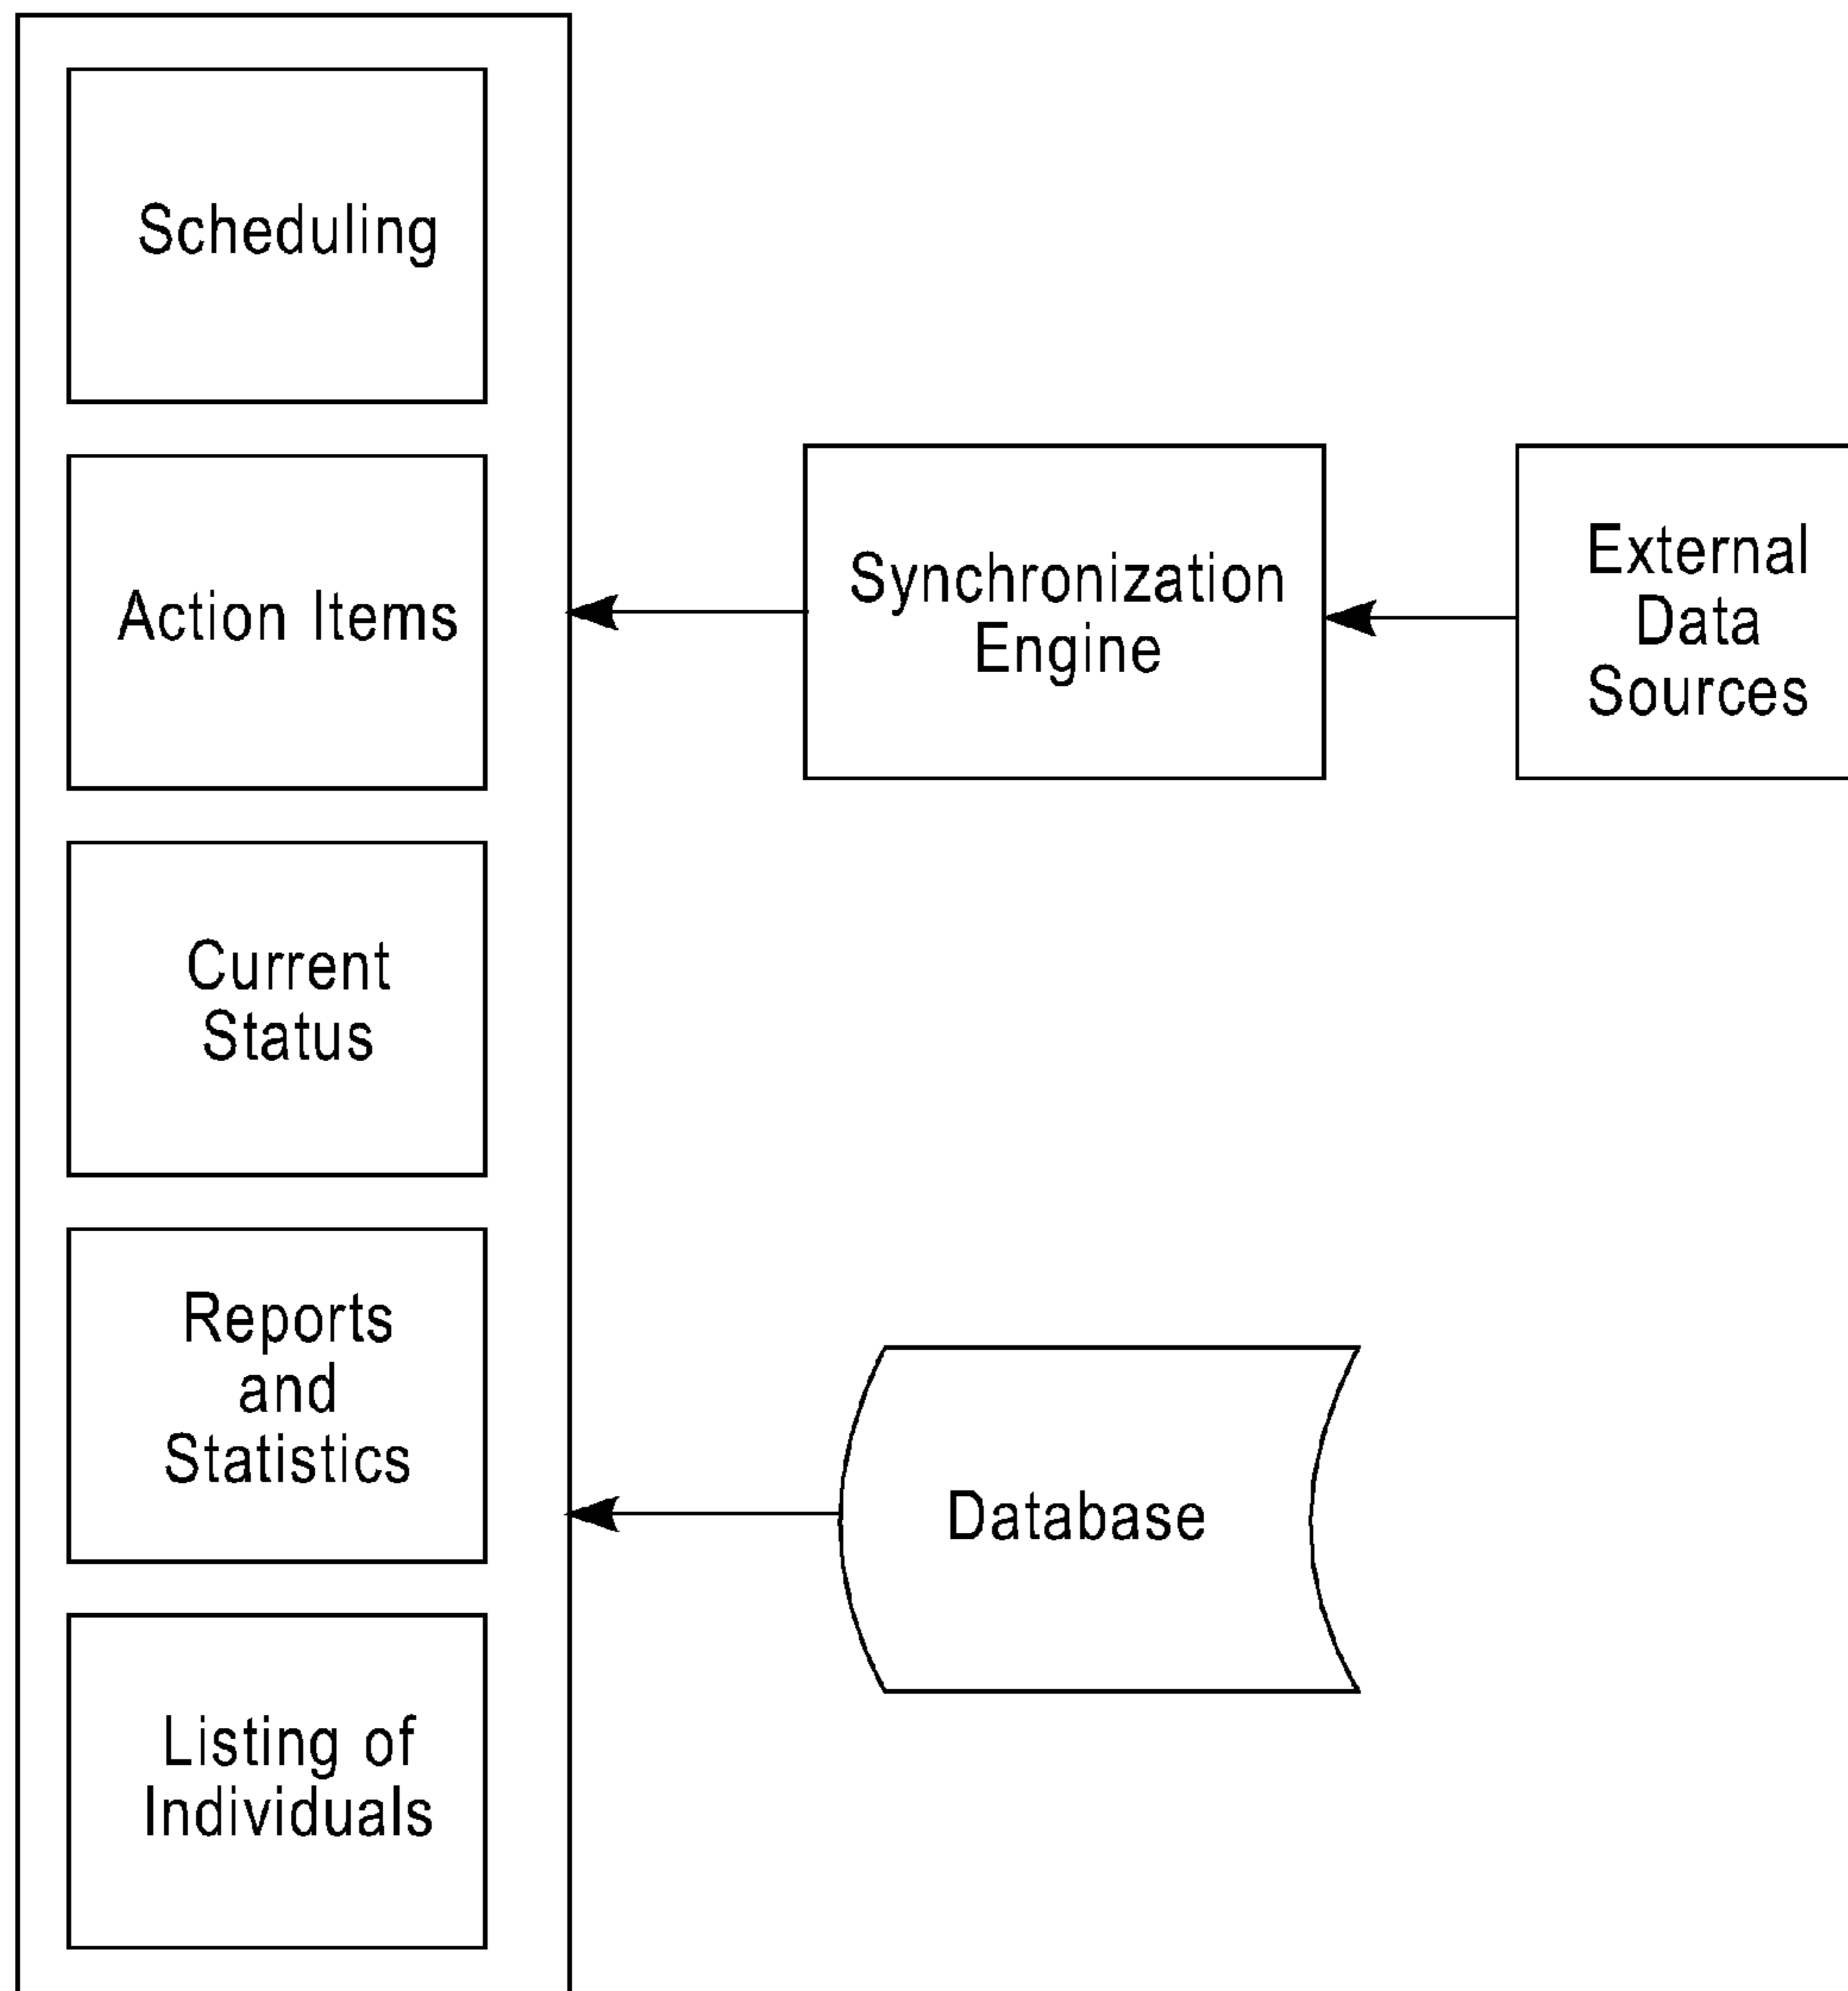 Scheduling
Action Items
Synchronization
Engine
External
Data
Sources
Current
Status
Reports
and
Statistics
Database
Listing of
Individuals